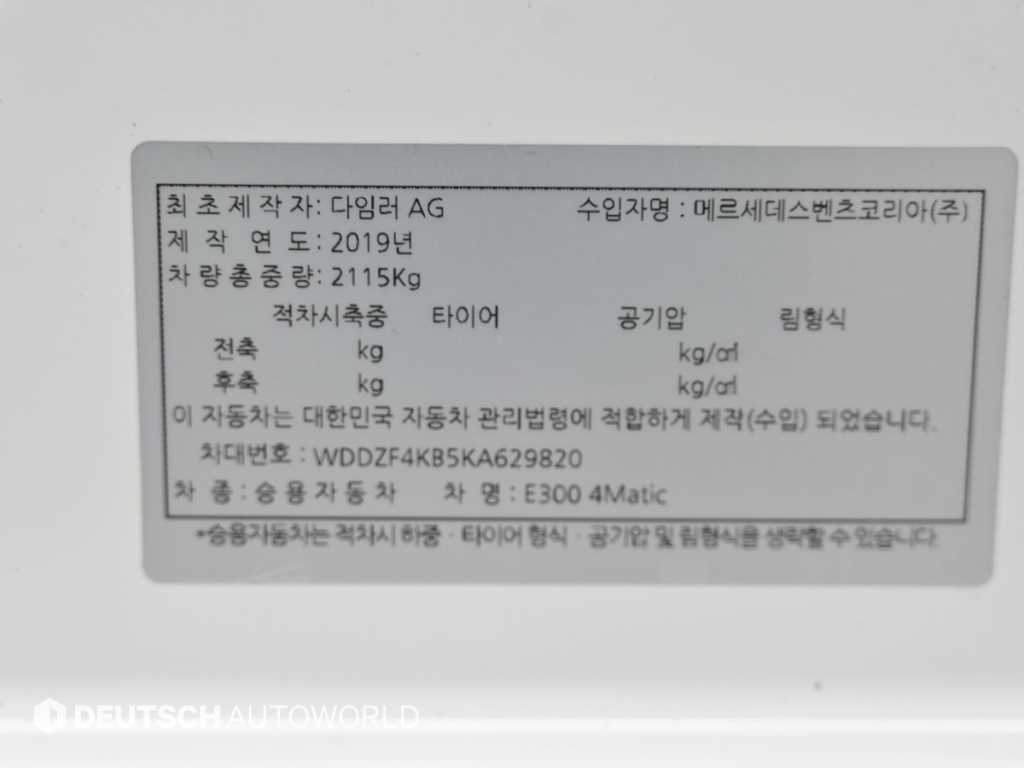 최초제작자: 다임러 AG 수입자명 : 메르세데스벤츠코리아(주)
제 작 연 도: 2019년
차량총중량: 2115Kg
적차시축중 타이어 공기압 림형식
전축 kg kg/㎠
후축 kg kg/㎠
이 자동차는 대한민국 자동차 관리법령에 적합하게 제작(수입) 되었습니다.
차대번호 : WDDZF4KB5KA629820
차 종 : 승용자동차 차 명 : E300 4Matic
*승용자동차는 적차시 하중 · 타이어 형식 · 공기압 및 림형식을 생략할 수 있습니다.
DEUTSCH AUTOWORLD